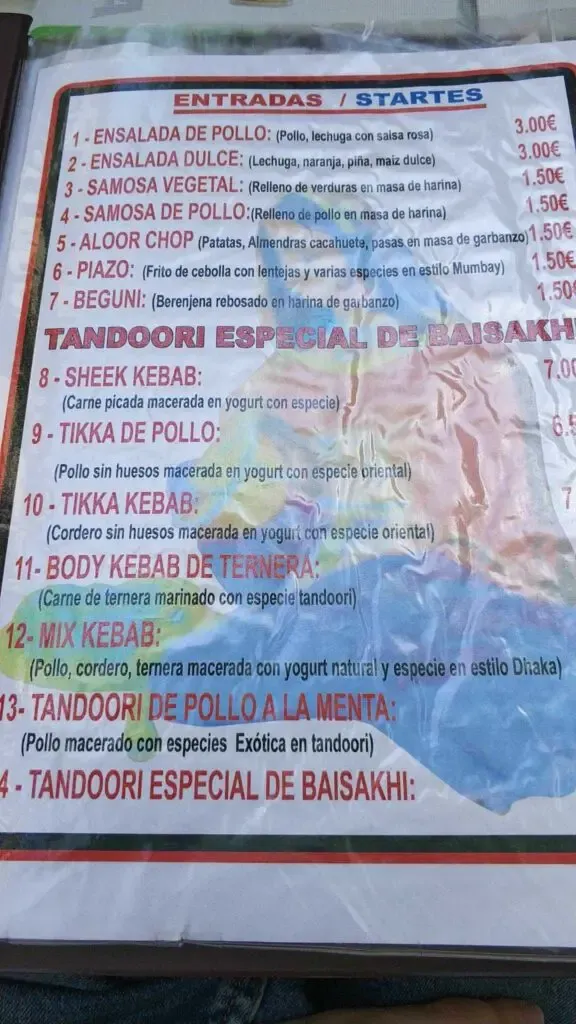 ENTRADAS / STARTES
1 - ENSALADA DE POLLO: (Pollo, lechuga con salsa rosa) 3.00€
2 - ENSALADA DULCE; (Lechuga, naranja, piña, maiz dulce) 3.00€
3 - SAMOSA VEGETAL: (Relleno de verduras en masa de harina) 1.50€
4 - SAMOSA DE POLLO:(Relleno de pollo en masa de harina) 1.50€
5 - ALOOR CHOP (Patatas, Almendras cacahuete, pasas en masa de garbanzo) 1.50€
6 - PIAZO: (Frito de cebolla con lentejas y varias especies en estilo Mumbay) 1.50€
7 - BEGUNI: (Berenjena rebosado en harina de garbanzo) 1.50€
TANDOORI ESPECIAL DE BAISAKHI
8 - SHEEK KEBAB: 7.00
(Carne picada macerada en yogurt con especie)
9 - TIKKA DE POLLO: 6.5
(Pollo sin huesos macerada en yogurt con especie oriental)
10 - TIKKA KEBAB: 7
(Cordero sin huesos macerada en yogurt con especie oriental)
11- BODY KEBAB DE TERNERA:
(Carne de ternera marinado con especie tandoori)
12- MIX KEBAB:
(Pollo, cordero, ternera macerada con yogurt natural y especie en estilo Dhaka)
13- TANDOORI DE POLLO A LA MENTA:
(Pollo macerado con especies Exótica en tandoori)
4 - TANDOORI ESPECIAL DE BAISAKHI: